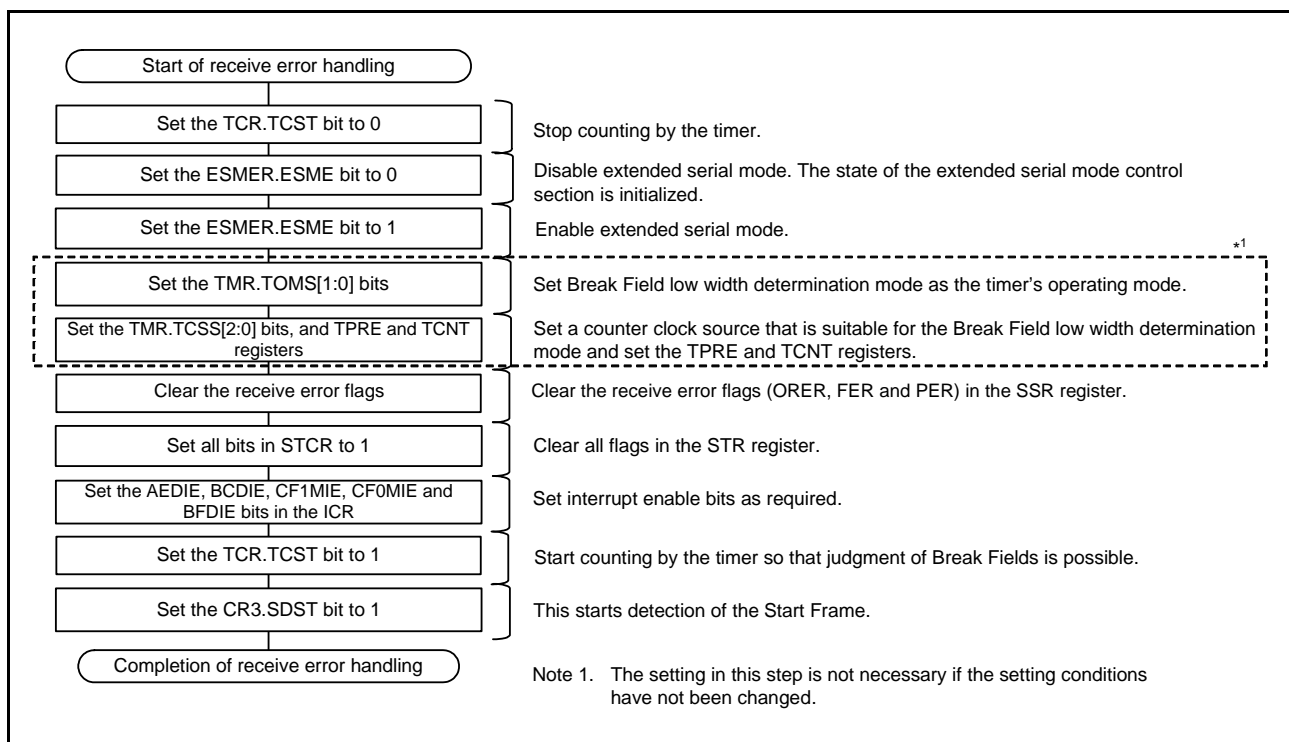 Start of receive error handling
Set the TCR.TCST bit to 0
Stop counting by the timer.
Set the ESMER.ESME bit to 0
Disable extended serial mode. The state of the extended serial mode control
section is initialized.
Set the ESMER.ESME bit to 1
Enable extended serial mode.
*1
Set the TMR.TOMS[1:0] bits
Set Break Field low width determination mode as the timer’s operating mode.
Set the TMR.TCSS[2:0] bits, and TPRE and TCNT
registers
Set a counter clock source that is suitable for the Break Field low width determination
mode and set the TPRE and TCNT registers.
Clear the receive error flags
Clear the receive error flags (ORER, FER and PER) in the SSR register.
Set all bits in STCR to 1
Clear all flags in the STR register.
Set the AEDIE, BCDIE, CF1MIE, CF0MIE and
BFDIE bits in the ICR
Set interrupt enable bits as required.
Set the TCR.TCST bit to 1
Start counting by the timer so that judgment of Break Fields is possible.
Set the CR3.SDST bit to 1
This starts detection of the Start Frame.
Completion of receive error handling
Note 1. The setting in this step is not necessary if the setting conditions
have not been changed.